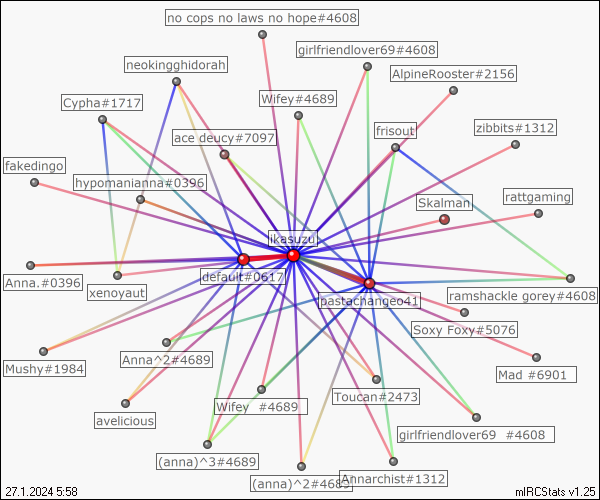 no cops no laws no hope#4608
girlfriendlover69#4608
neokingghidorah
AlpineRooster#2156
Cypha#1717
Wifey#4689
ace deucy#7097
frisout
zibbits#1312
fakedingo
hypomanianna#0396
Skalman
rattgaming
ikasuzu
Anna.#0396
default#0617
xenoyaut
pastachangeo41
ramshackle gorey#4608
Soxy Foxy#5076
Mushy#1984
Anna^2#4689
Mad #6901
Toucan#2473
avelicious
Wifey #4689
girlfriendlover69 #4608
(anna)^3#4689
(anna)^2#4689
Annarchist#1312
27.1.2024 5:58
mIRCStats v1.25